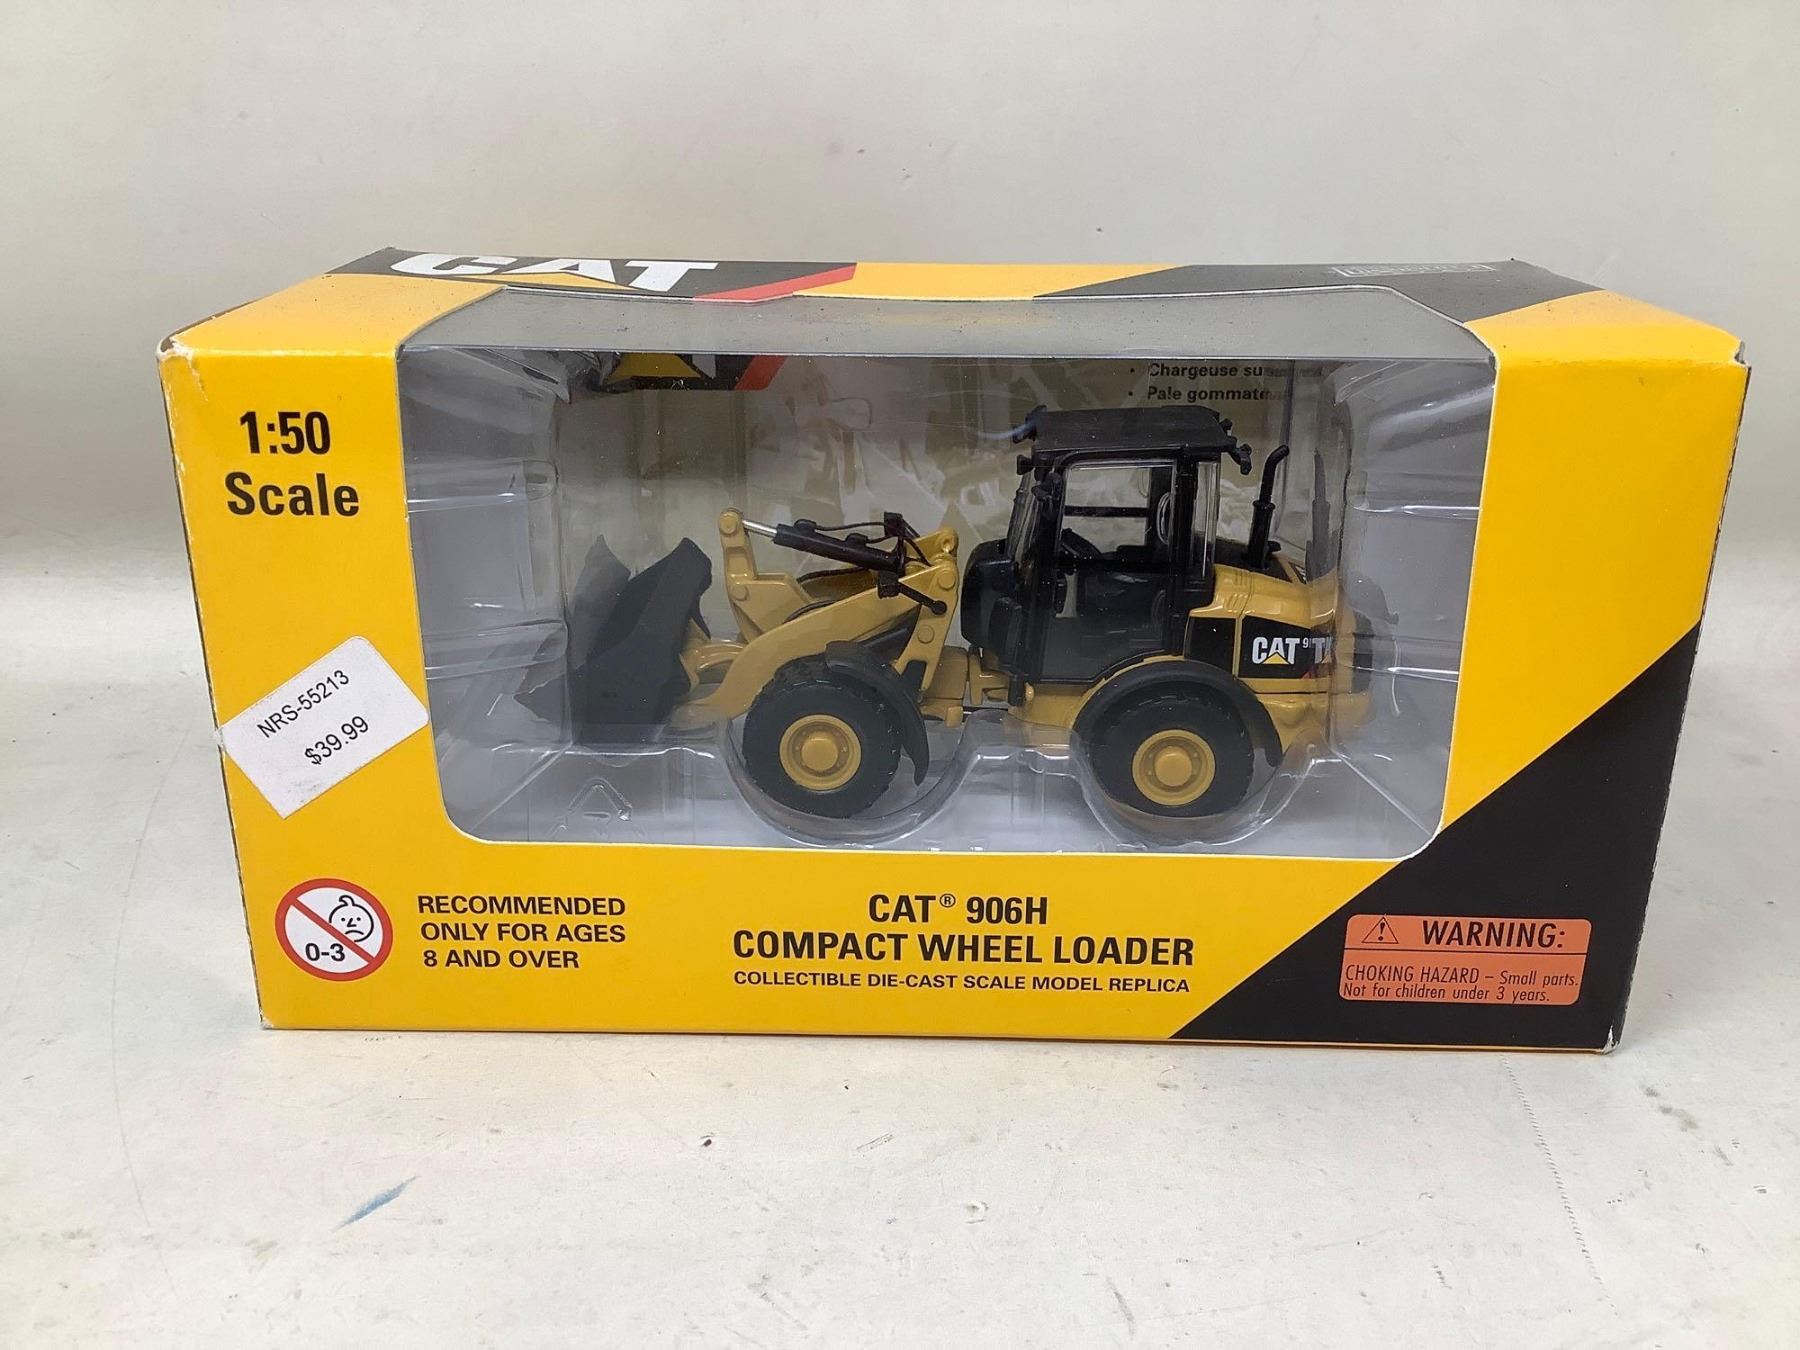 CAT
• Chargeuse su
• Pale gommat
1:50
Scale
CAT
NRS-55213
$39.99
0-3
RECOMMENDED
ONLY FOR AGES
8 AND OVER
CAT® 906H
COMPACT WHEEL LOADER
COLLECTIBLE DIE-CAST SCALE MODEL REPLICA
WARNING:
CHOKING HAZARD – Small parts.
Not for children under 3 years.